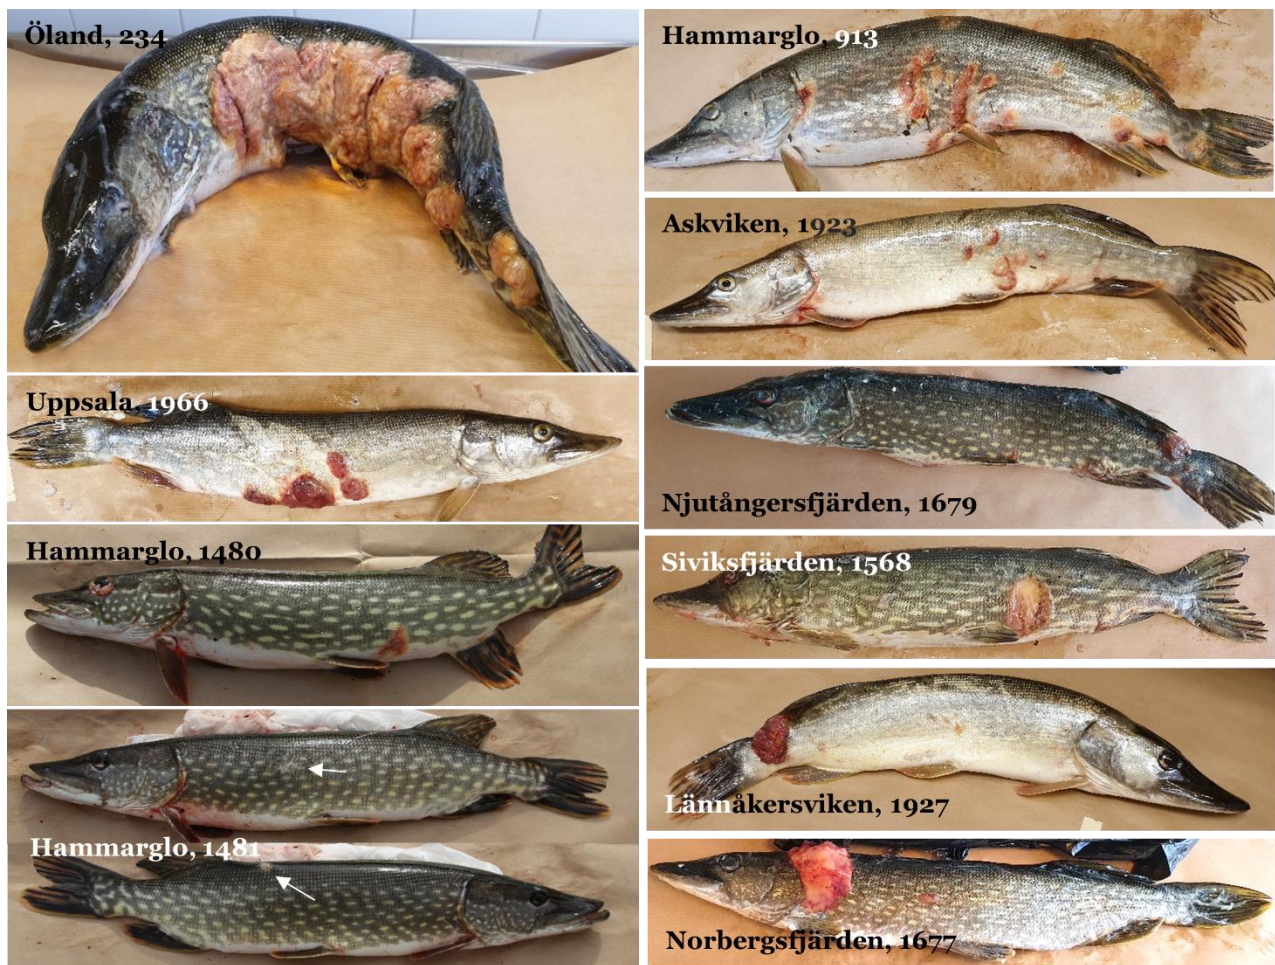 Öland, 234
Uppsala, 1966
Hammarglo, 1480
Hammarglo, 1481
Hammarglo, 913
Askviken, 1923
Njutångersfjärden, 1679
Siviksfjärden, 1568
Lännåkersviken, 1927
Norbergsfjärden, 1677